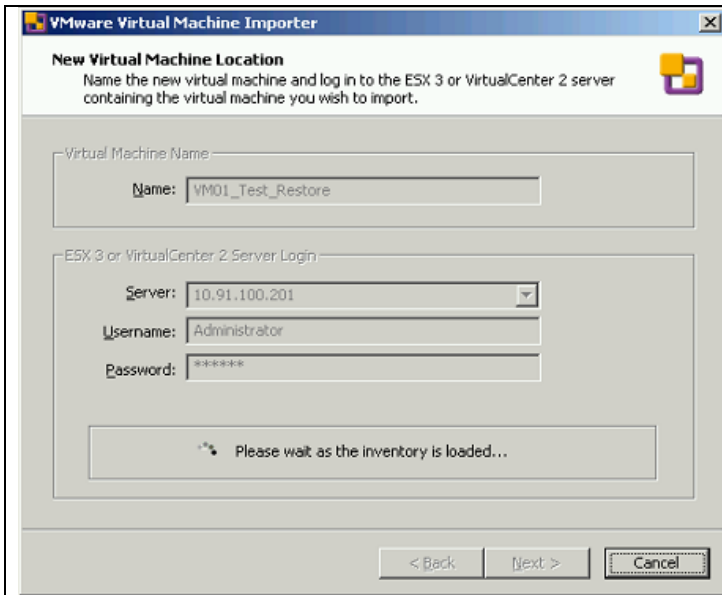 VMware Virtual Machine Importer
New Virtual Machine Location
Name the new virtual machine and log in to the ESX 3 or VirtualCenter 2 server
containing the virtual machine you wish to import.
Virtual Machine Name
Name: VM01_Test_Restore
ESX 3 or VirtualCenter 2 Server Login
Server: 10.91.100.201
Username: Administrator
Password: ******
Please wait as the inventory is loaded...
< Back Next > Cancel